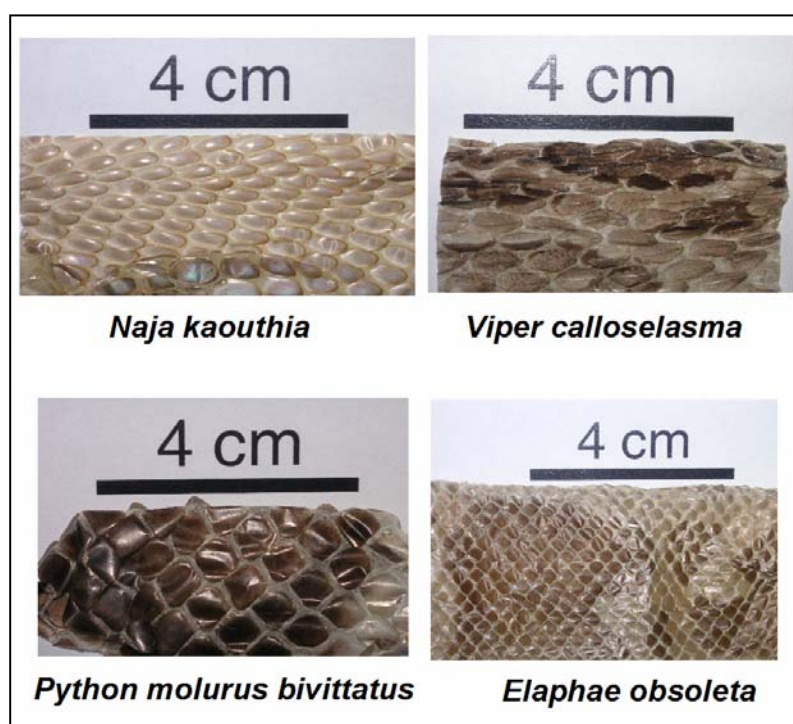 4 cm
4 cm
Naja kaouthia
Viper calloselasma
4 cm
4 cm
Python molurus bivittatus
Elaphae obsoleta